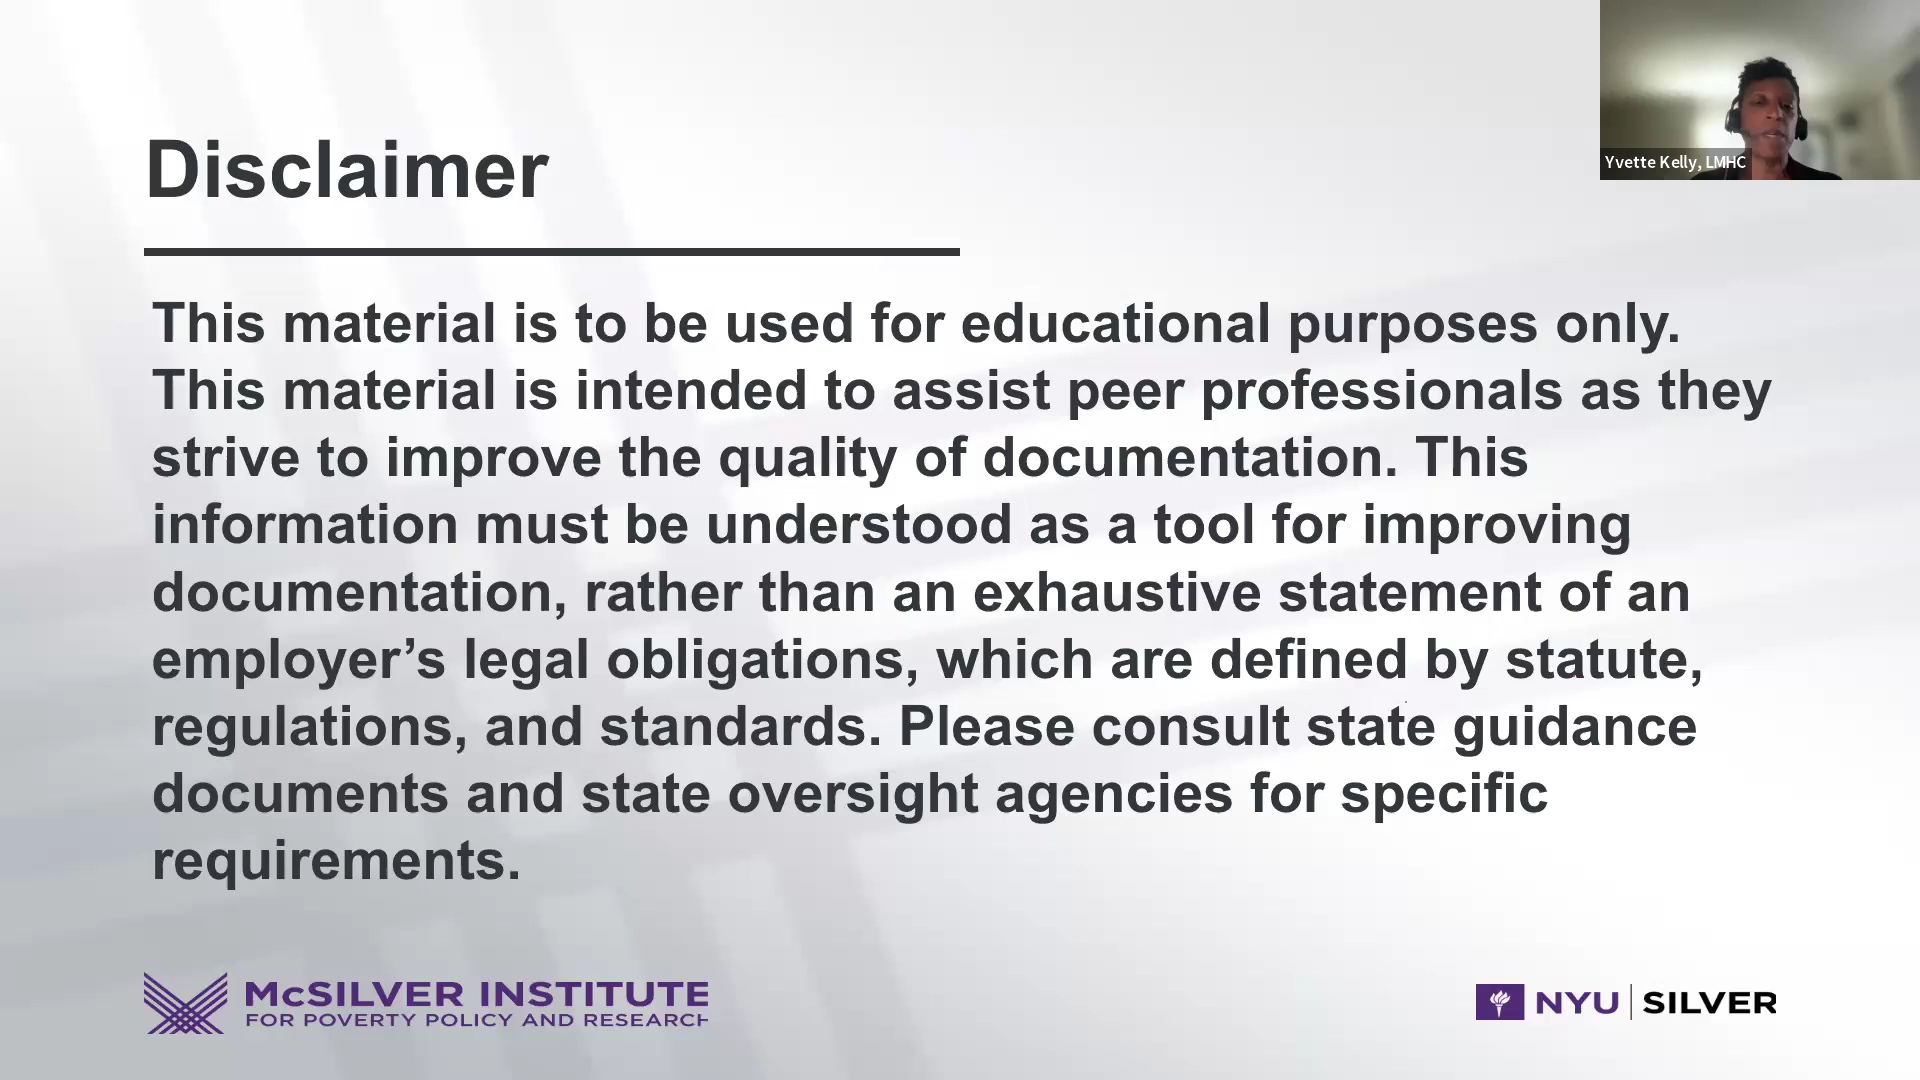 Yvette Kelly, LMHC
Disclaimer
This material is to be used for educational purposes only.
This material is intended to assist peer professionals as they
strive to improve the quality of documentation. This
information must be understood as a tool for improving
documentation, rather than an exhaustive statement of an
employer’s legal obligations, which are defined by statute,
regulations, and standards. Please consult state guidance
documents and state oversight agencies for specific
requirements.
McSILVER INSTITUTE
FOR POVERTY POLICY AND RESEARCH
NYU SILVER